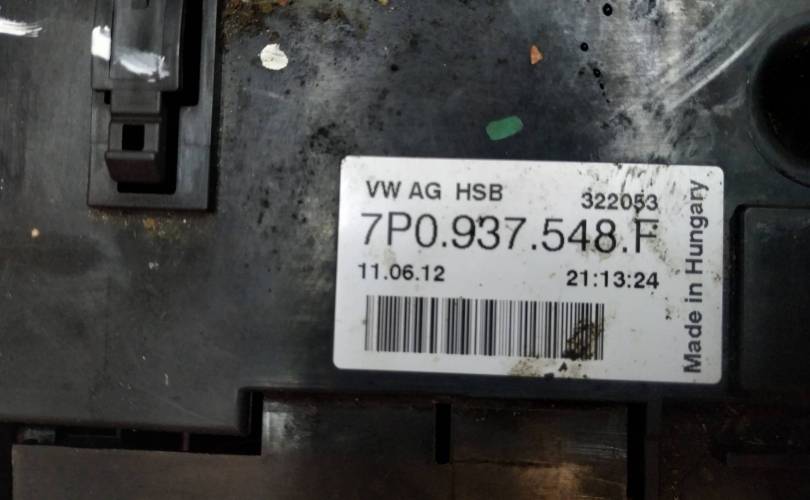 VW AG HSB 322053
7P0.937.548.F
11.06.12 21:13:24
Made in Hungary